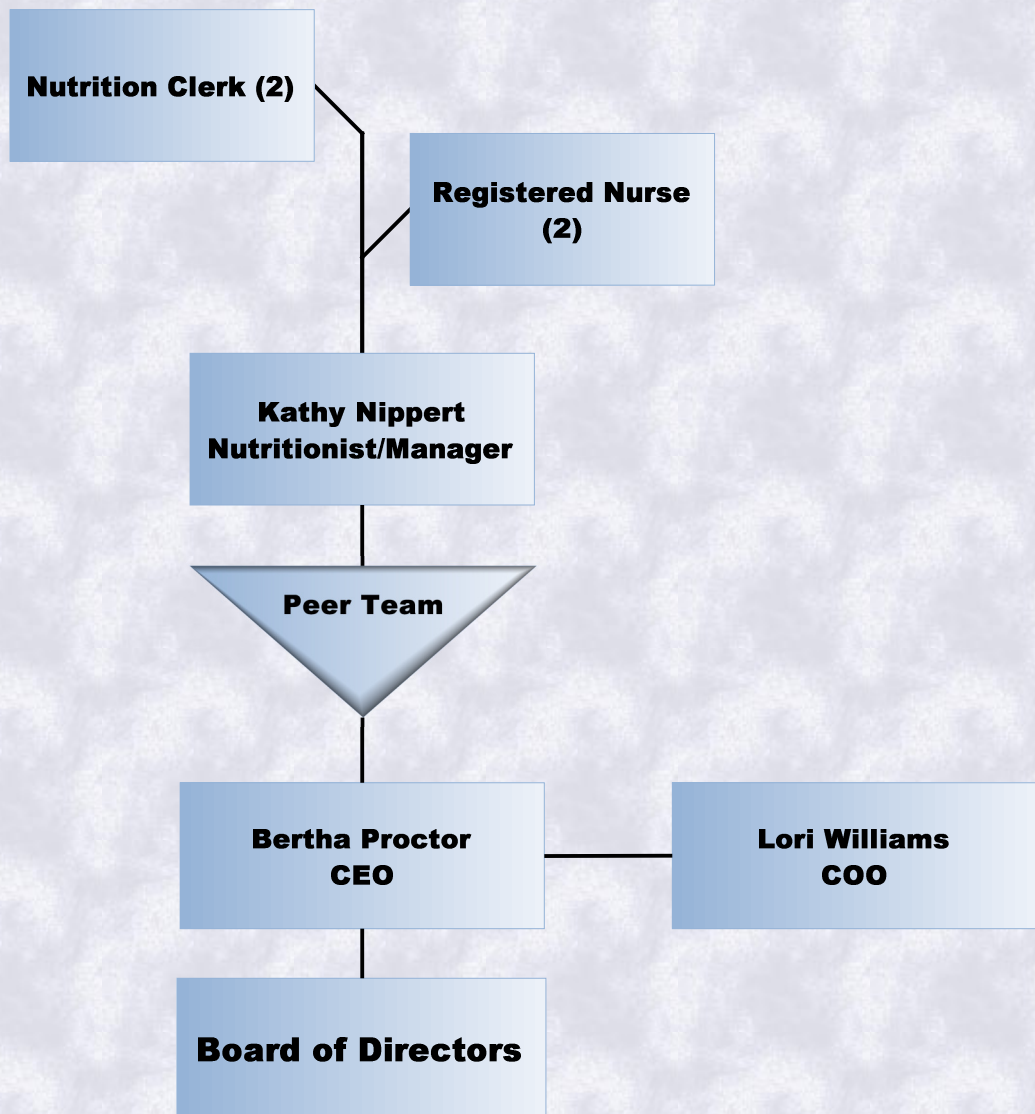 Nutrition Clerk (2)
Registered Nurse
(2)
Kathy Nippert
Nutritionist/Manager
Peer Team
Bertha Proctor
CEO
Lori Williams
COO
Board of Directors